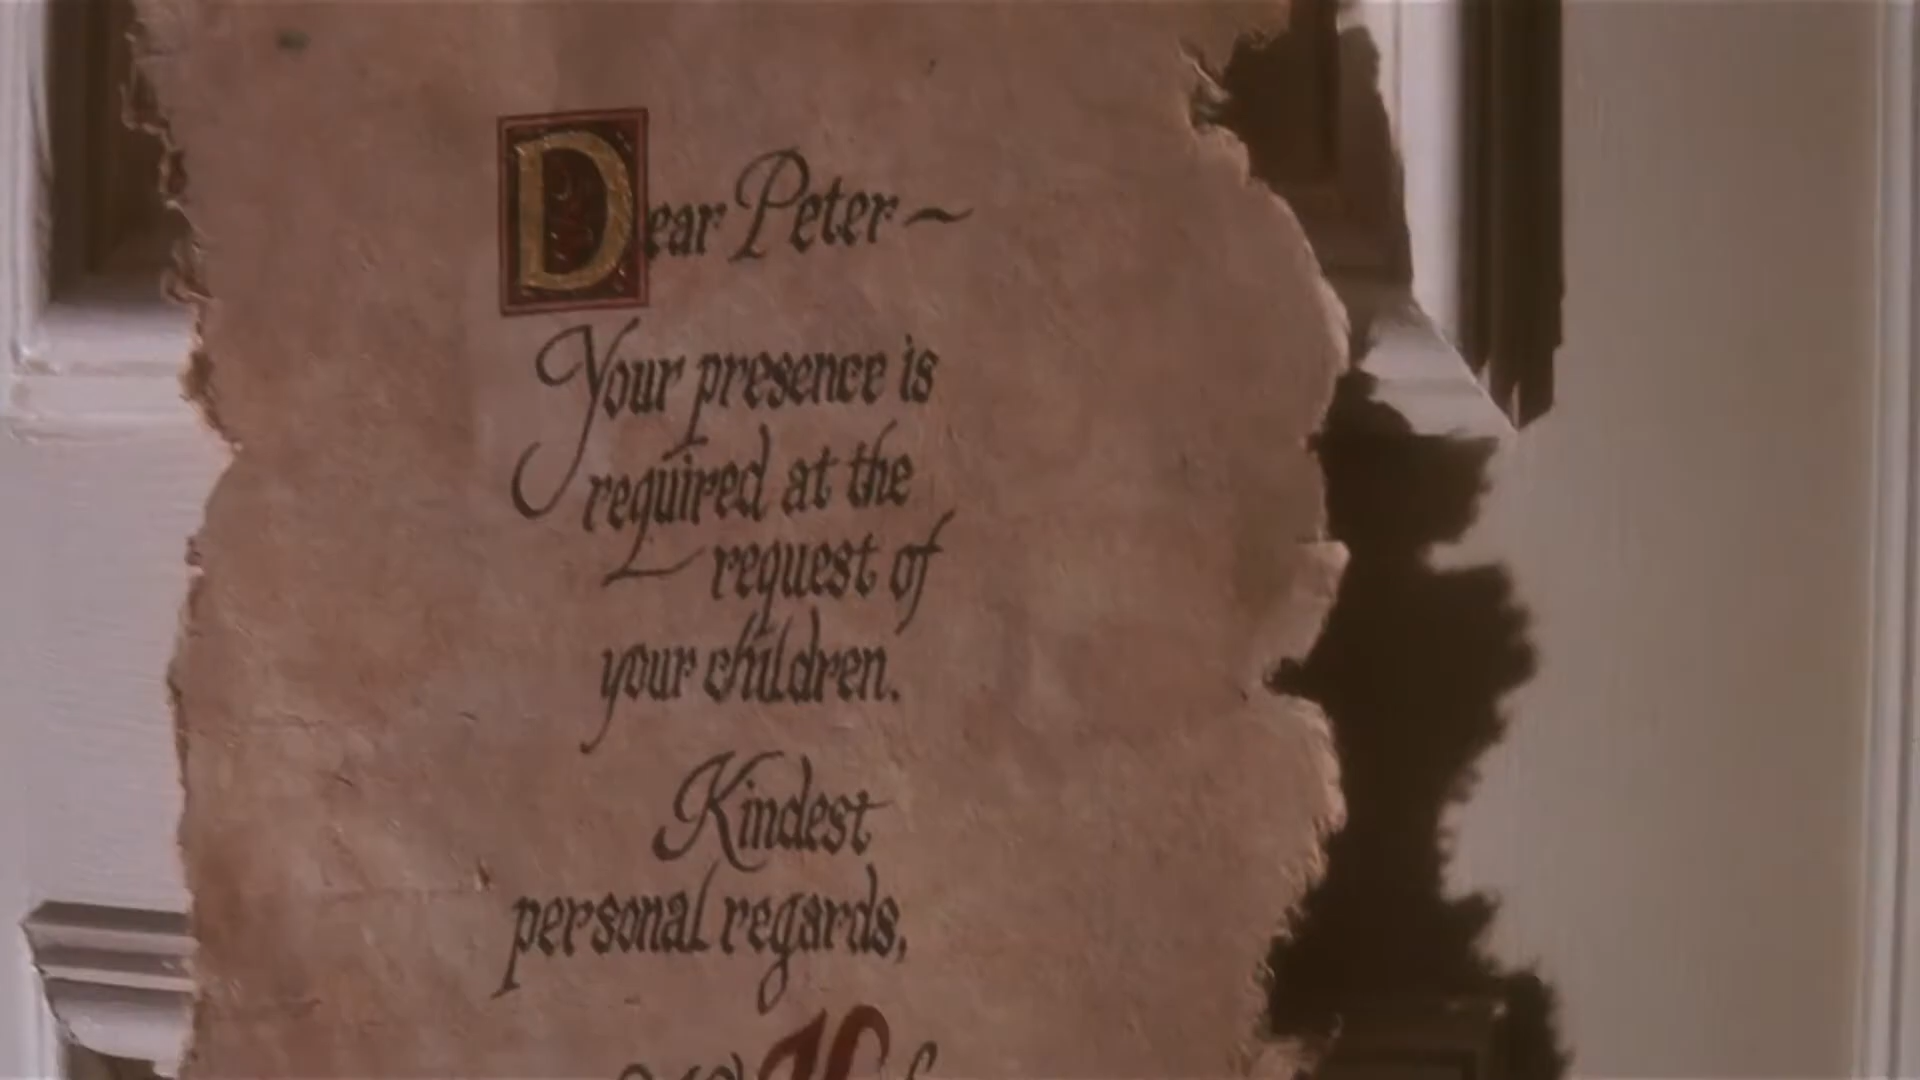 Dear Peter~
Your presence is
required at the
request of
your children.
Kindest
personal regards,